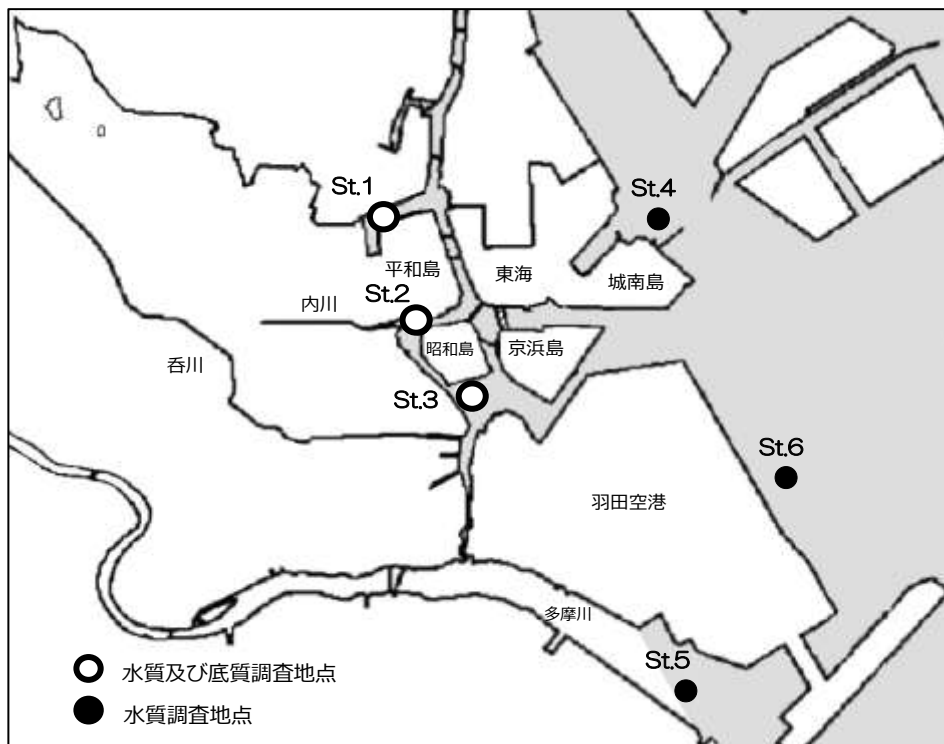 St.1
St.4
平和島
東海
城南島
内川
St.2
昭和島
京浜島
呑川
St.3
St.6
羽田空港
多摩川
St.5
水質及び底質調査地点
水質調査地点